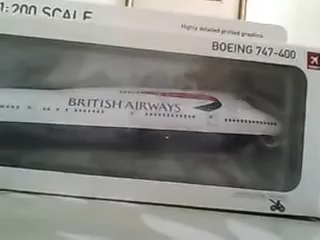 1:200 SCALE
Highly detailed printed graphics
BOEING 747-400
BRITISH AIRWAYS